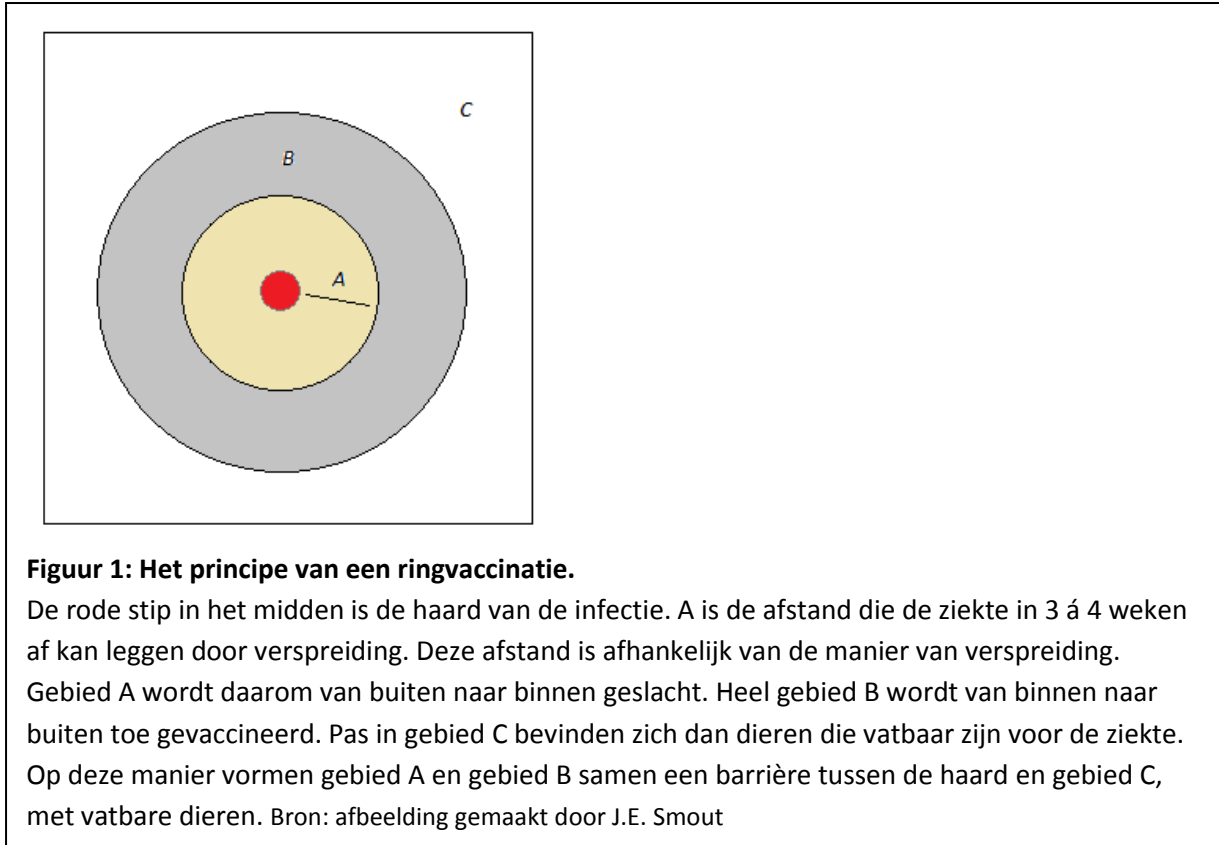 C
B
A
Figuur 1: Het principe van een ringvaccinatie.
De rode stip in het midden is de haard van de infectie. A is de afstand die de ziekte in 3 á 4 weken
af kan leggen door verspreiding. Deze afstand is afhankelijk van de manier van verspreiding.
Gebied A wordt daarom van buiten naar binnen geslacht. Heel gebied B wordt van binnen naar
buiten toe gevaccineerd. Pas in gebied C bevinden zich dan dieren die vatbaar zijn voor de ziekte.
Op deze manier vormen gebied A en gebied B samen een barrière tussen de haard en gebied C,
met vatbare dieren. Bron: afbeelding gemaakt door J.E. Smout